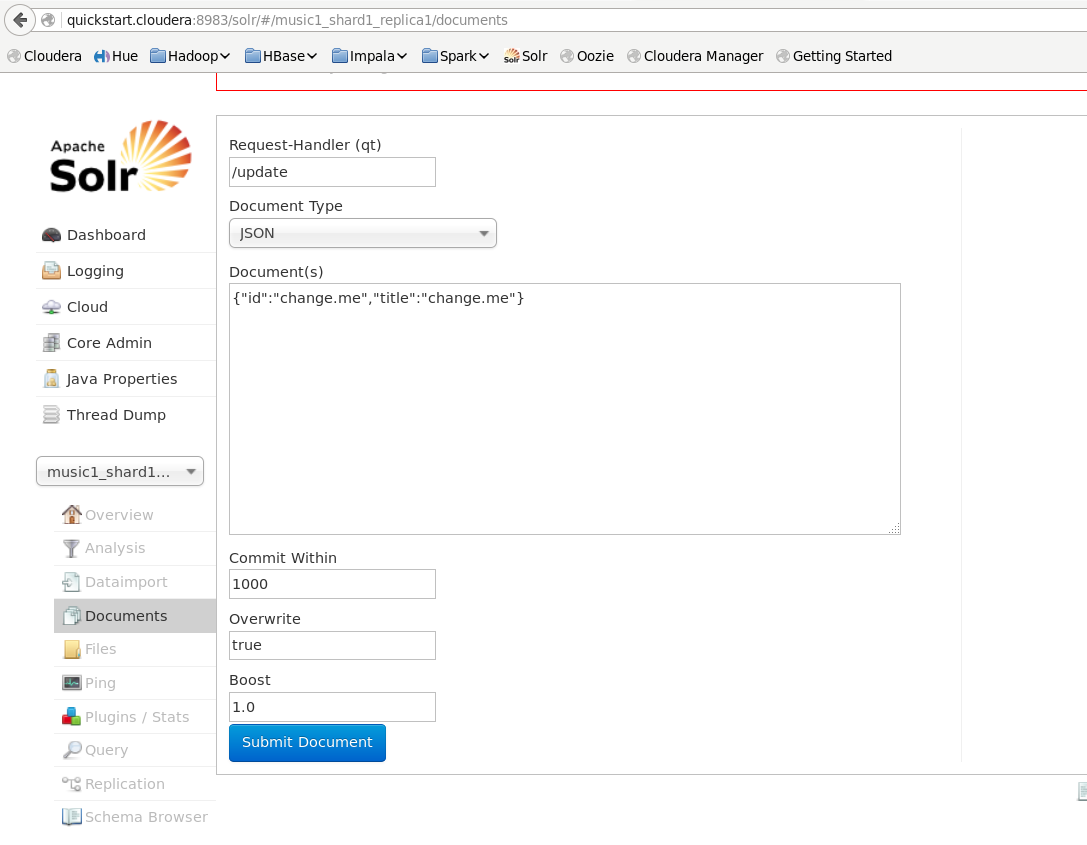 quickstart.cloudera:8983/solr/#/music1_shard1_replica1/documents
Cloudera Hue Hadoop HBase Impala Spark Solr Solr Oozie Cloudera Manager Getting Started
Apache
Solr
Dashboard
Logging
Cloud
Core Admin
Java Properties
Thread Dump
music1_shard1...
Overview
Analysis
Dataimport
Documents
Files
Ping
Plugins / Stats
Query
Replication
Schema Browser
Request-Handler (qt)
/update
Document Type
JSON
Document(s)
{"id":"change.me","title":"change.me"}
Commit Within
1000
Overwrite
true
Boost
1.0
Submit Document